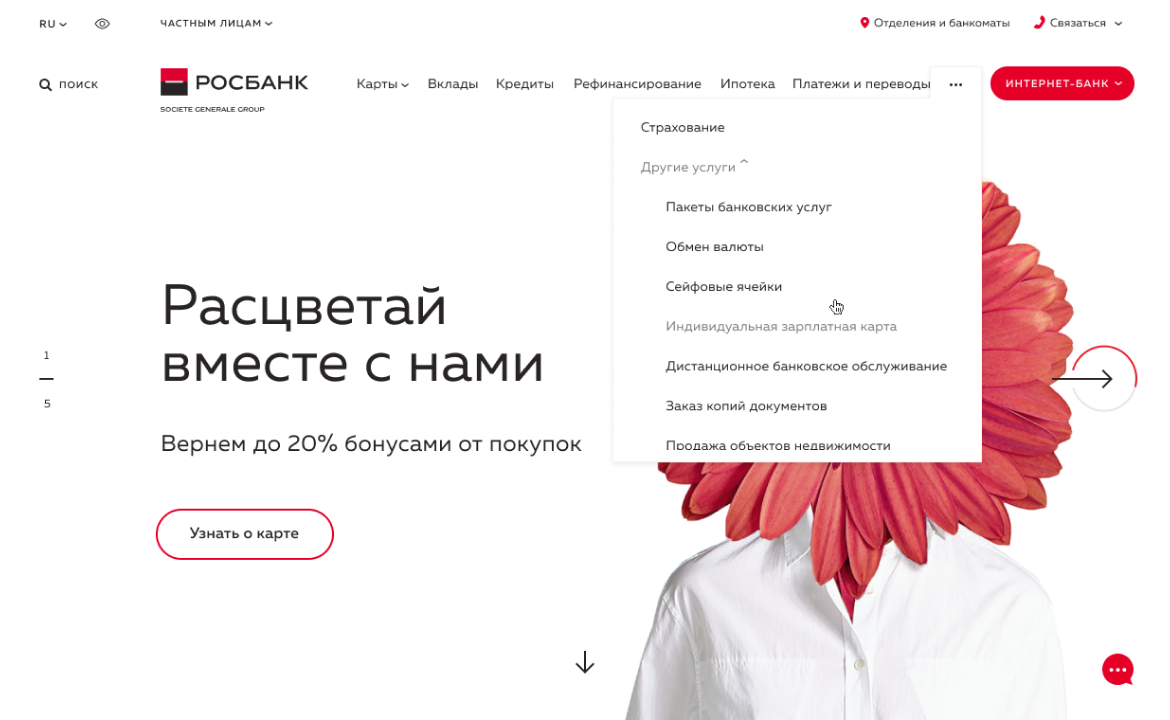 RU
ЧАСТНЫМ ЛИЦАМ
Отделения и банкоматы
Связаться
поиск
РОСБАНК
SOCIETE GENERALE GROUP
Карты
Вклады
Кредиты
Рефинансирование
Ипотека
Платежи и переводы
ИНТЕРНЕТ-БАНК
Страхование
Другие услуги
Пакеты банковских услуг
Обмен валюты
Сейфовые ячейки
Индивидуальная зарплатная карта
Дистанционное банковское обслуживание
Заказ копий документов
Продажа объектов недвижимости
Расцветай
вместе с нами
1
5
Вернем до 20% бонусами от покупок
Узнать о карте